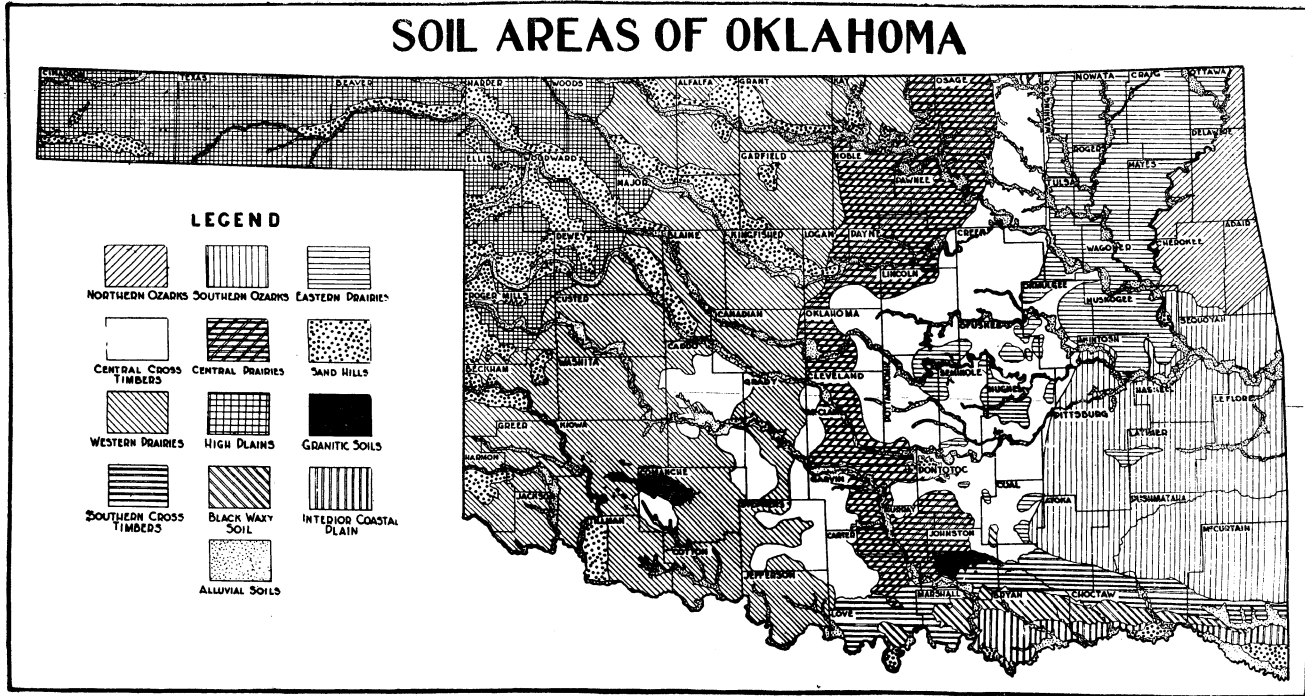 SOIL AREAS OF OKLAHOMA
CIMARRON
TEXAS
BEAVER
HARPER
WOODS
ALFALFA
GRANT
KAY
OSAGE
WASHINGTON
NOWATA
CRAIG
OTTAWA
ELLIS
WOODWARD
MAJOR
GARFIELD
NOBLE
PAWNEE
TULSA
ROGERS
MAYES
DELAWARE
DEWEY
BLAINE
KINGFISHER
LOGAN
PAYNE
CREEK
WAGONER
CHEROKEE
ADAIR
LINCOLN
OKMULGEE
MUSKOGEE
ROGER MILLS
CUSTER
CANADIAN
OKLAHOMA
OKFUSKEE
MCINTOSH
SEQUOYAH
BECKHAM
WASHITA
CADDO
GRADY
CLEVELAND
SEMINOLE
HUGHES
PITTSBURG
HASKELL
LEFLORE
GREER
KIOWA
LATIMER
HARMON
JACKSON
COMANCHE
GARVIN
PONTOTOC
COAL
ATOKA
PUSHMATAHA
MCCURTAIN
TILLMAN
COTTON
STEPHENS
CARTER
MURRAY
JOHNSTON
JEFFERSON
LOVE
MARSHALL
BRYAN
CHOCTAW
LEGEND
NORTHERN OZARKS
SOUTHERN OZARKS
EASTERN PRAIRIES
CENTRAL CROSS
TIMBERS
CENTRAL PRAIRIES
SAND HILLS
WESTERN PRAIRIES
HIGH PLAINS
GRANITIC SOILS
SOUTHERN CROSS
TIMBERS
BLACK WAXY
SOIL
INTERIOR COASTAL
PLAIN
ALLUVIAL SOILS